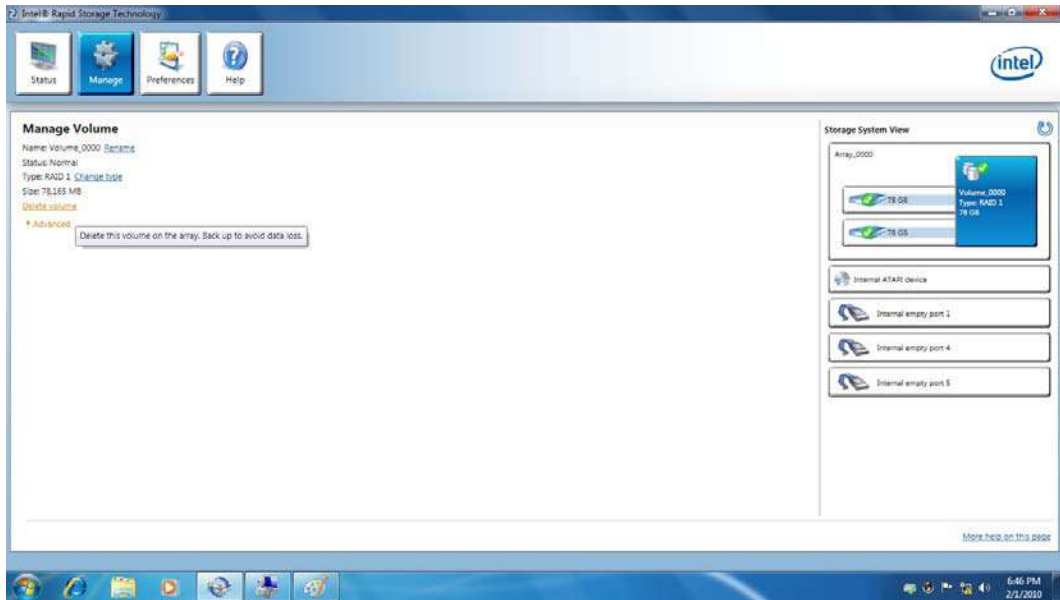 Intel® Rapid Storage Technology
Status
Manage
Preferences
Help
intel
Manage Volume
Name: Volume_0000 Rename
Status: Normal
Type: RAID 1 Change type
Size: 78,165 MB
Delete volume
Advanced
Delete this volume on the array. Back up to avoid data loss.
Storage System View
Array_0000
78 GB
78 GB
Volume_0000
Type: RAID 1
78 GB
Internal ATAPI device
Internal empty port 1
Internal empty port 4
Internal empty port 5
More help on this page
6:46 PM
2/1/2010